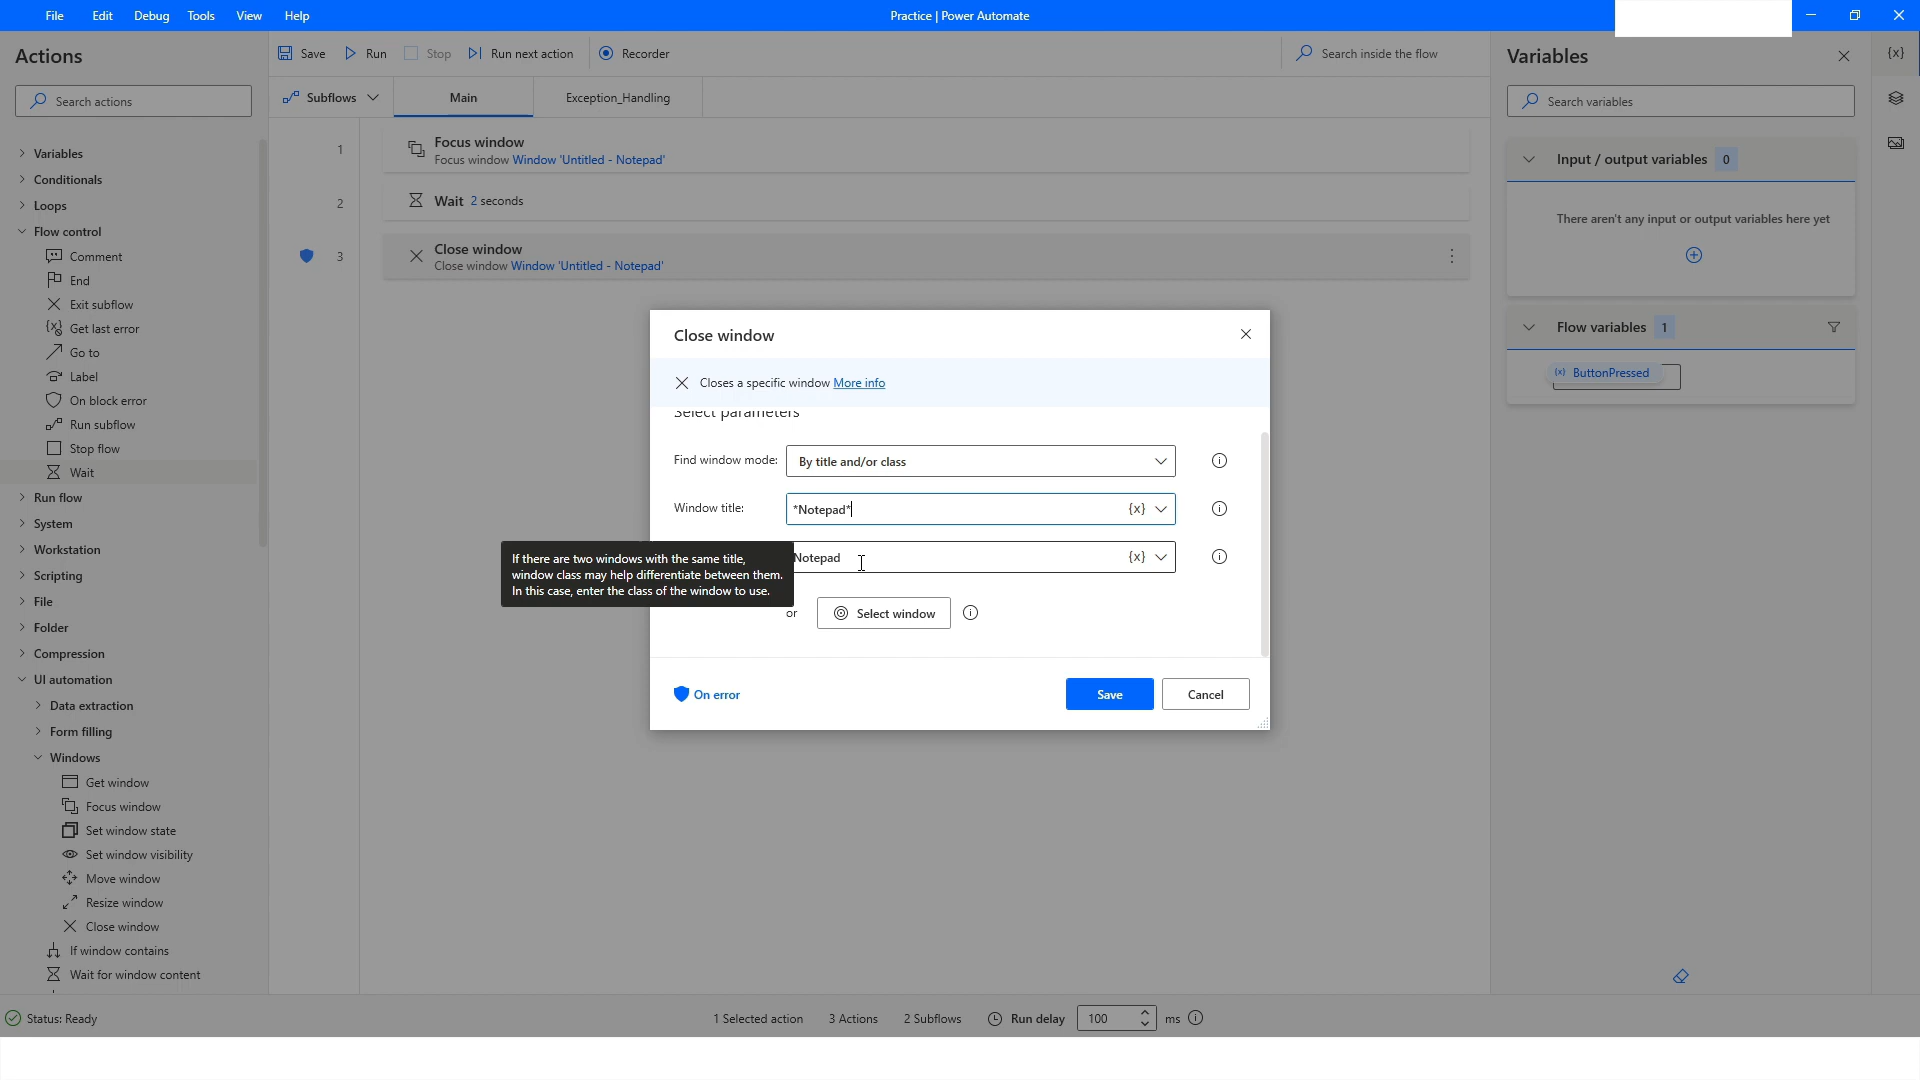 File Edit Debug Tools View Help
Practice | Power Automate
Actions
Search actions
Variables
Conditionals
Loops
Flow control
Comment
End
Exit subflow
Get last error
Go to
Label
On block error
Run subflow
Stop flow
Wait
Run flow
System
Workstation
Scripting
File
Folder
Compression
UI automation
Data extraction
Form filling
Windows
Get window
Focus window
Set window state
Set window visibility
Move window
Resize window
Close window
If window contains
Wait for window content
Save Run Stop Run next action Recorder
Search inside the flow
Subflows Main Exception_Handling
1 Focus window
Focus window Window 'Untitled - Notepad'
2 Wait 2 seconds
3 Close window
Close window Window 'Untitled - Notepad'
Close window
Closes a specific window More info
Select parameters
Find window mode: By title and/or class
Window title: *Notepad* {x}
If there are two windows with the same title,
window class may help differentiate between them.
In this case, enter the class of the window to use.
Notepad {x}
or Select window
On error Save Cancel
Variables
{x}
Search variables
Input / output variables 0
There aren't any input or output variables here yet
Flow variables 1
(x) ButtonPressed
Status: Ready 1 Selected action 3 Actions 2 Subflows Run delay 100 ms